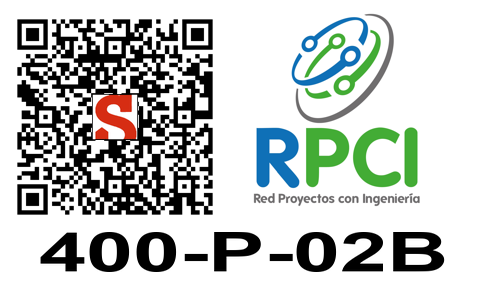 S
RPCI
Red Proyectos con Ingeniería
400-P-02B